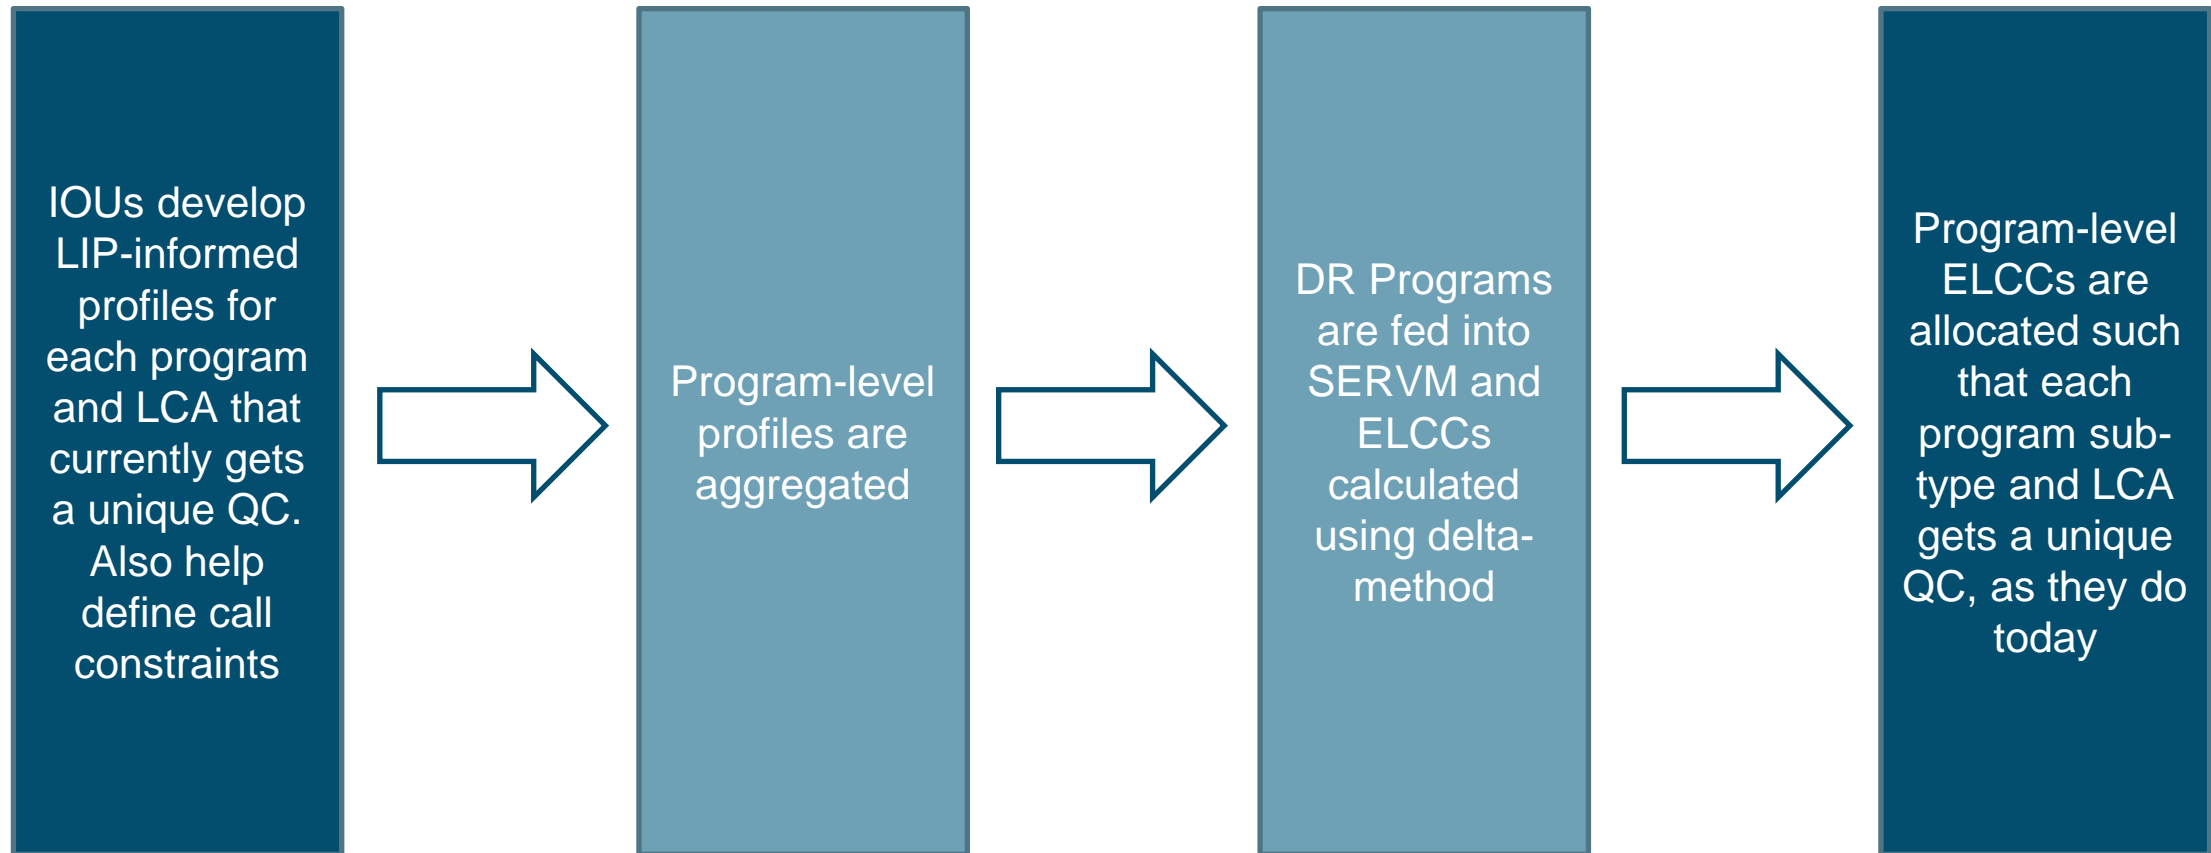 IOUs develop
LIP-informed
profiles for
each program
and LCA that
currently gets
a unique QC.
Also help
define call
constraints
Program-level
profiles are
aggregated
DR Programs
are fed into
SERVM and
ELCCs
calculated
using delta-
method
Program-level
ELCCs are
allocated such
that each
program sub-
type and LCA
gets a unique
QC, as they do
today